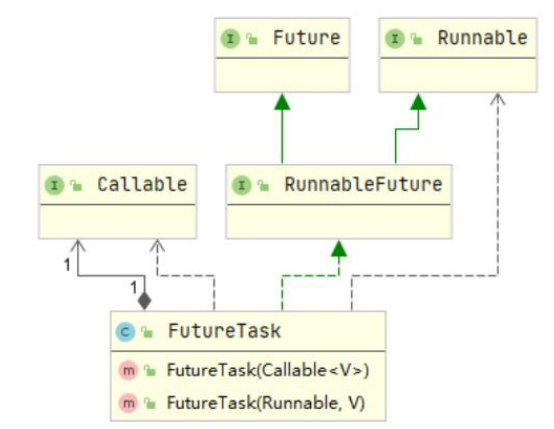 I Future
I Runnable
I Callable
I RunnableFuture
1
1
C FutureTask
m FutureTask(Callable<V>)
m FutureTask(Runnable, V)